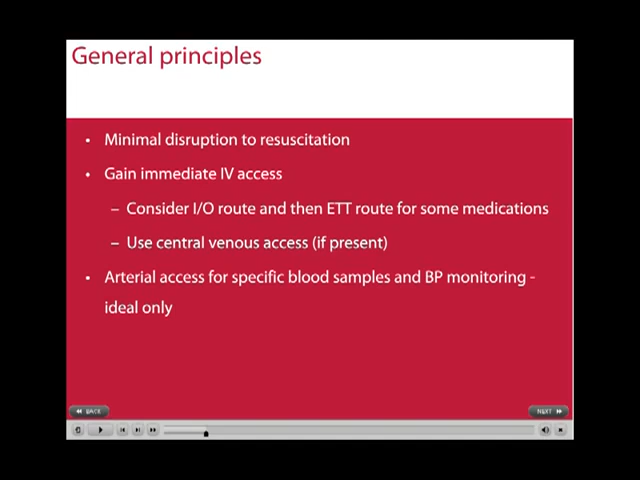 General principles
• Minimal disruption to resuscitation
• Gain immediate IV access
– Consider I/O route and then ETT route for some medications
– Use central venous access (if present)
• Arterial access for specific blood samples and BP monitoring -
ideal only
BACK
NEXT